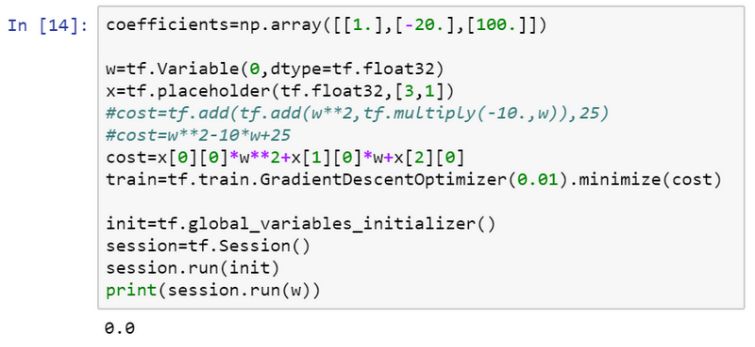 In [14]: coefficients=np.array([[1.],[-20.],[100.]])
w=tf.Variable(0,dtype=tf.float32)
x=tf.placeholder(tf.float32,[3,1])
#cost=tf.add(tf.add(w**2,tf.multiply(-10.,w)),25)
#cost=w**2-10*w+25
cost=x[0][0]*w**2+x[1][0]*w+x[2][0]
train=tf.train.GradientDescentOptimizer(0.01).minimize(cost)
init=tf.global_variables_initializer()
session=tf.Session()
session.run(init)
print(session.run(w))
0.0